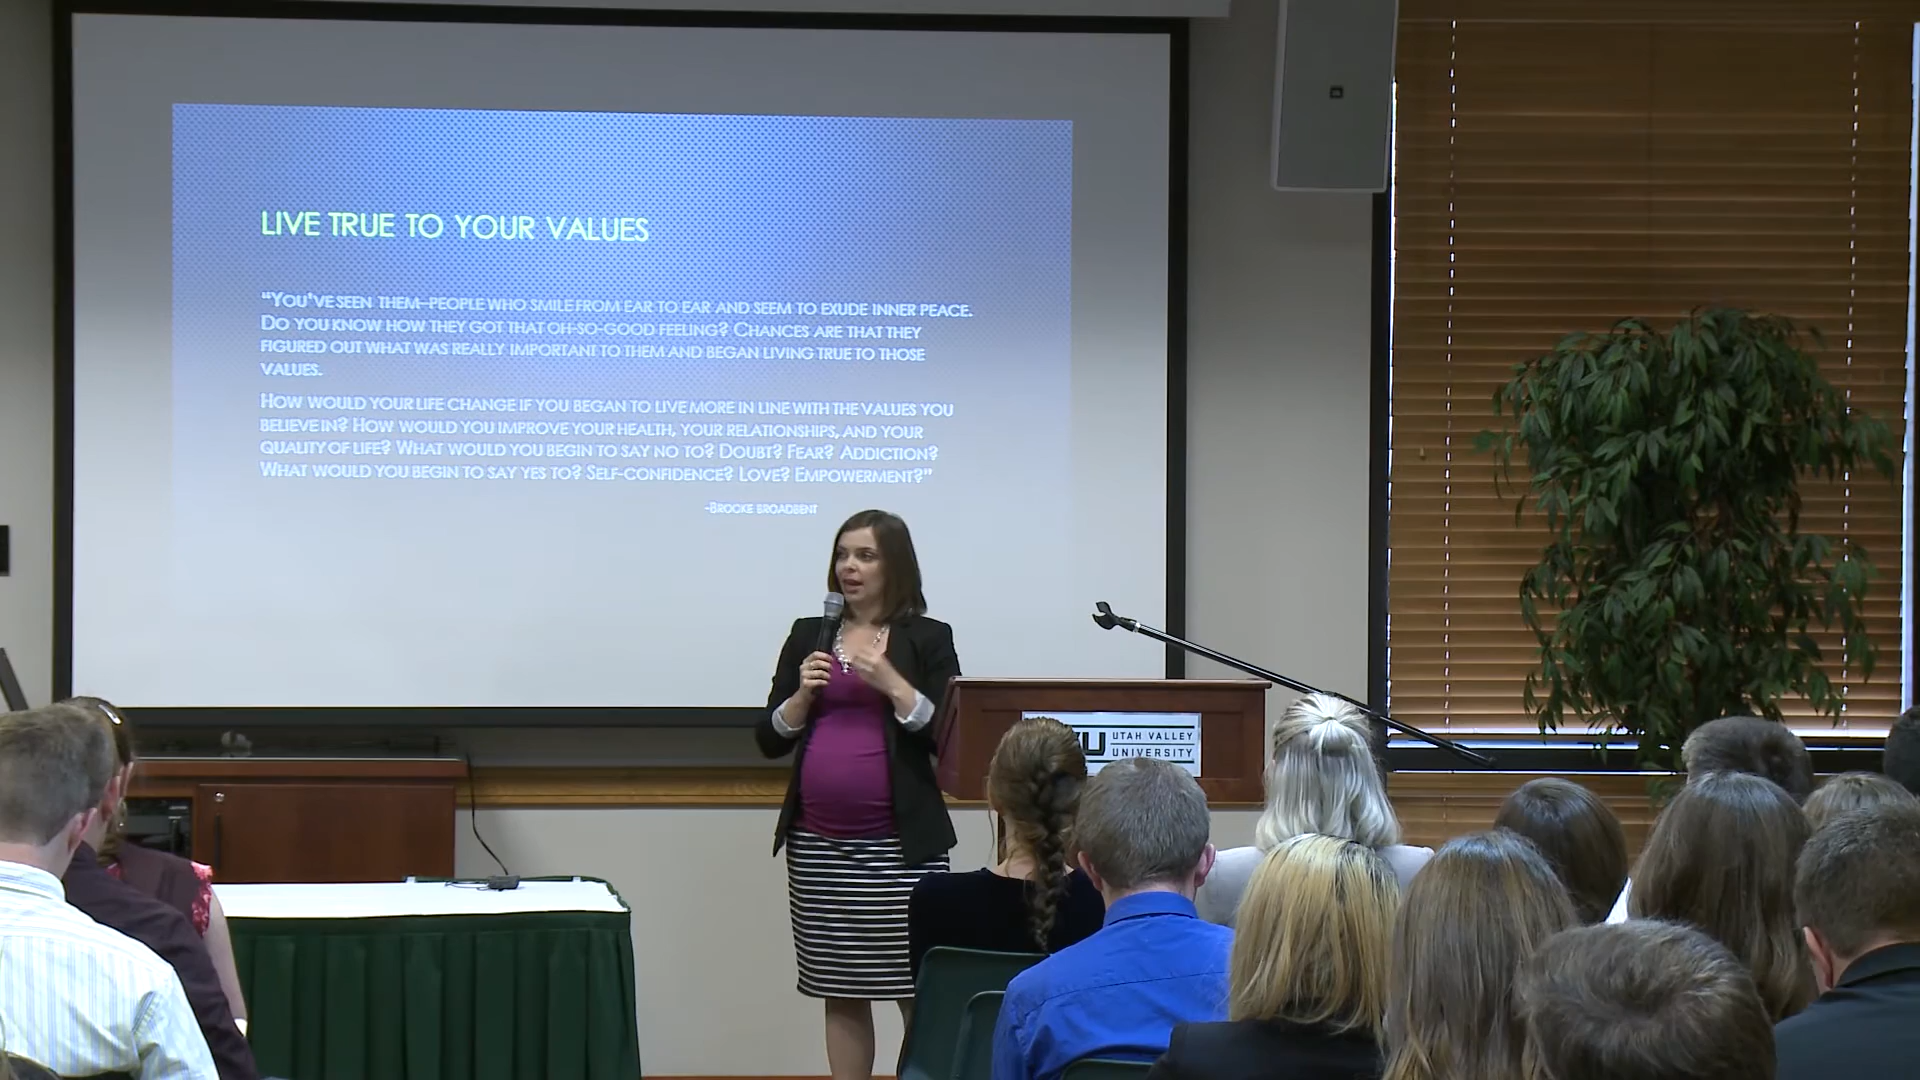 LIVE TRUE TO YOUR VALUES
“YOU’VE SEEN THEM–PEOPLE WHO SMILE FROM EAR TO EAR AND SEEM TO EXUDE INNER PEACE.
DO YOU KNOW HOW THEY GOT THAT OH-SO-GOOD FEELING? CHANCES ARE THAT THEY
FIGURED OUT WHAT WAS REALLY IMPORTANT TO THEM AND BEGAN LIVING TRUE TO THOSE
VALUES.
HOW WOULD YOUR LIFE CHANGE IF YOU BEGAN TO LIVE MORE IN LINE WITH THE VALUES YOU
BELIEVE IN? HOW WOULD YOU IMPROVE YOUR HEALTH, YOUR RELATIONSHIPS, AND YOUR
QUALITY OF LIFE? WHAT WOULD YOU BEGIN TO SAY NO TO? DOUBT? FEAR? ADDICTION?
WHAT WOULD YOU BEGIN TO SAY YES TO? SELF-CONFIDENCE? LOVE? EMPOWERMENT?”
-BROOKE BROADBENT
UTAH VALLEY
UNIVERSITY